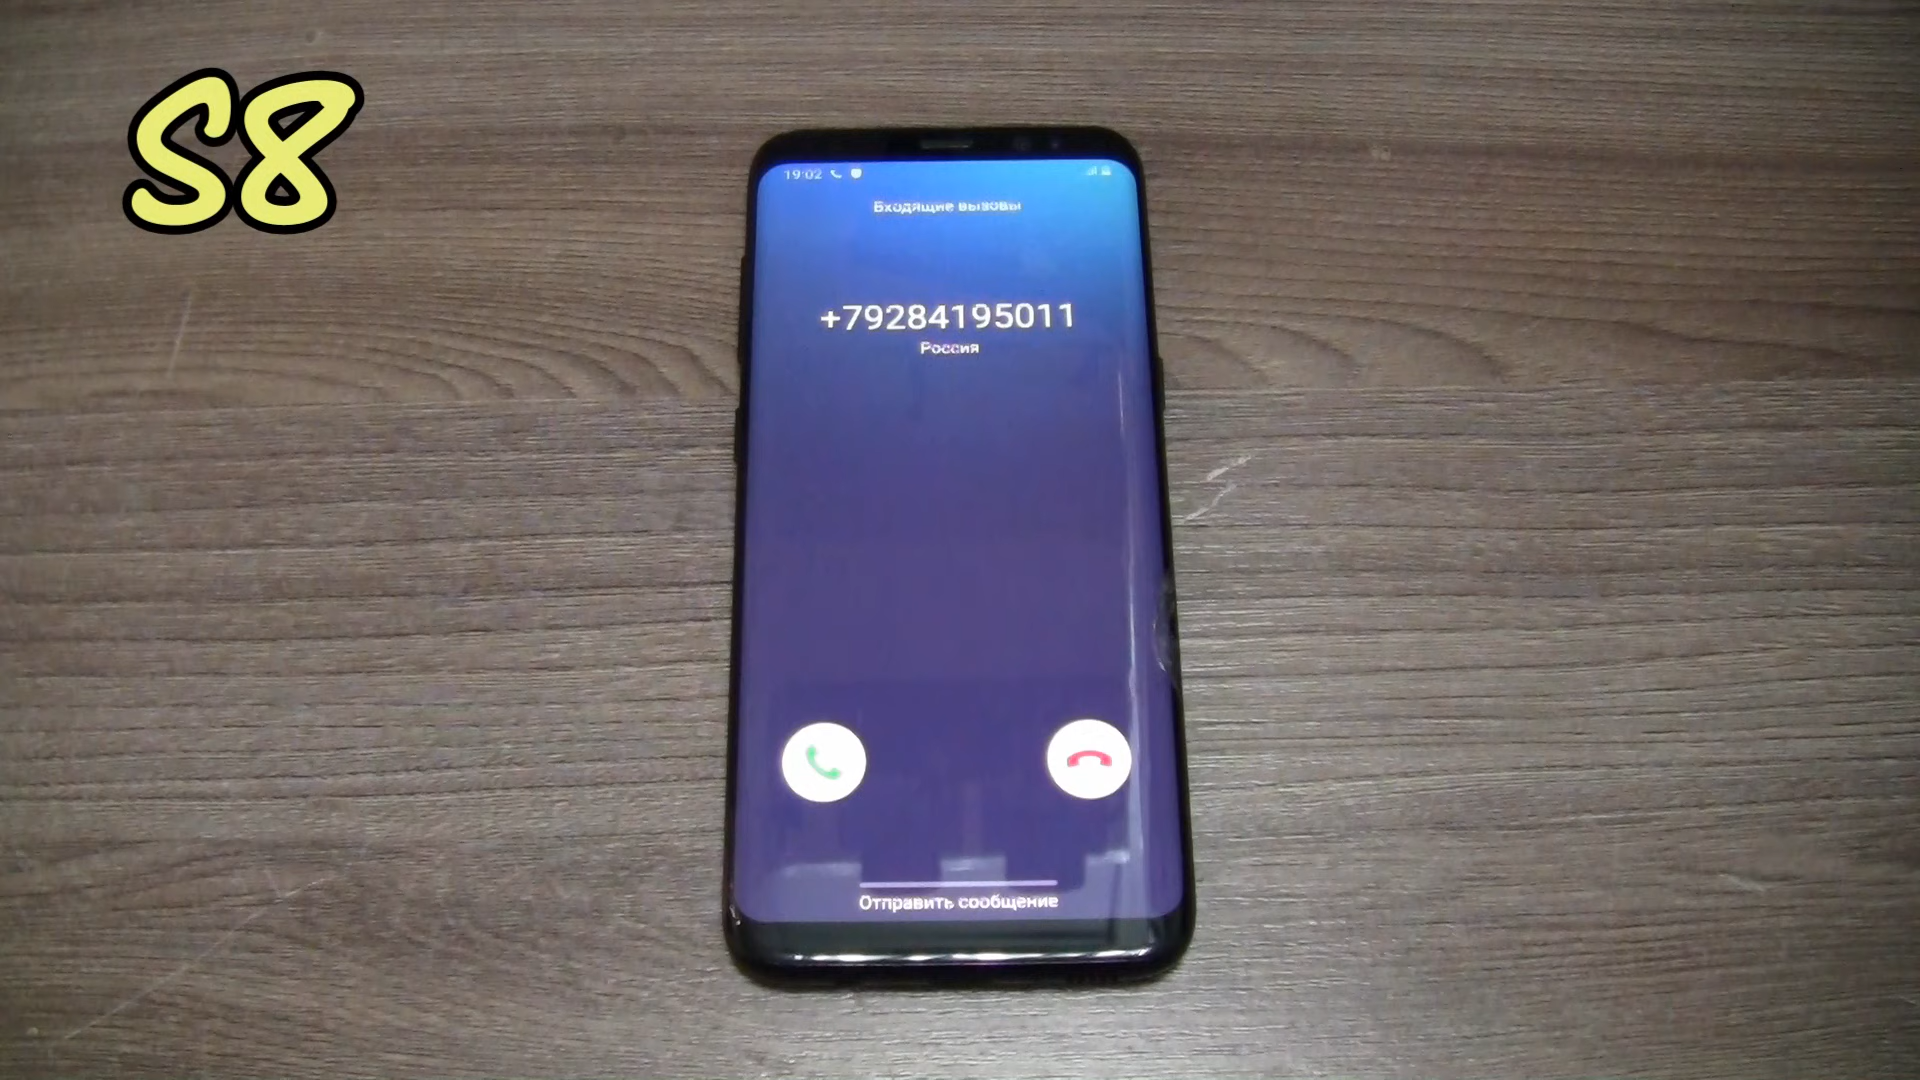 S8
19:02
Входящие вызовы
+79284195011
Россия
Отправить сообщение